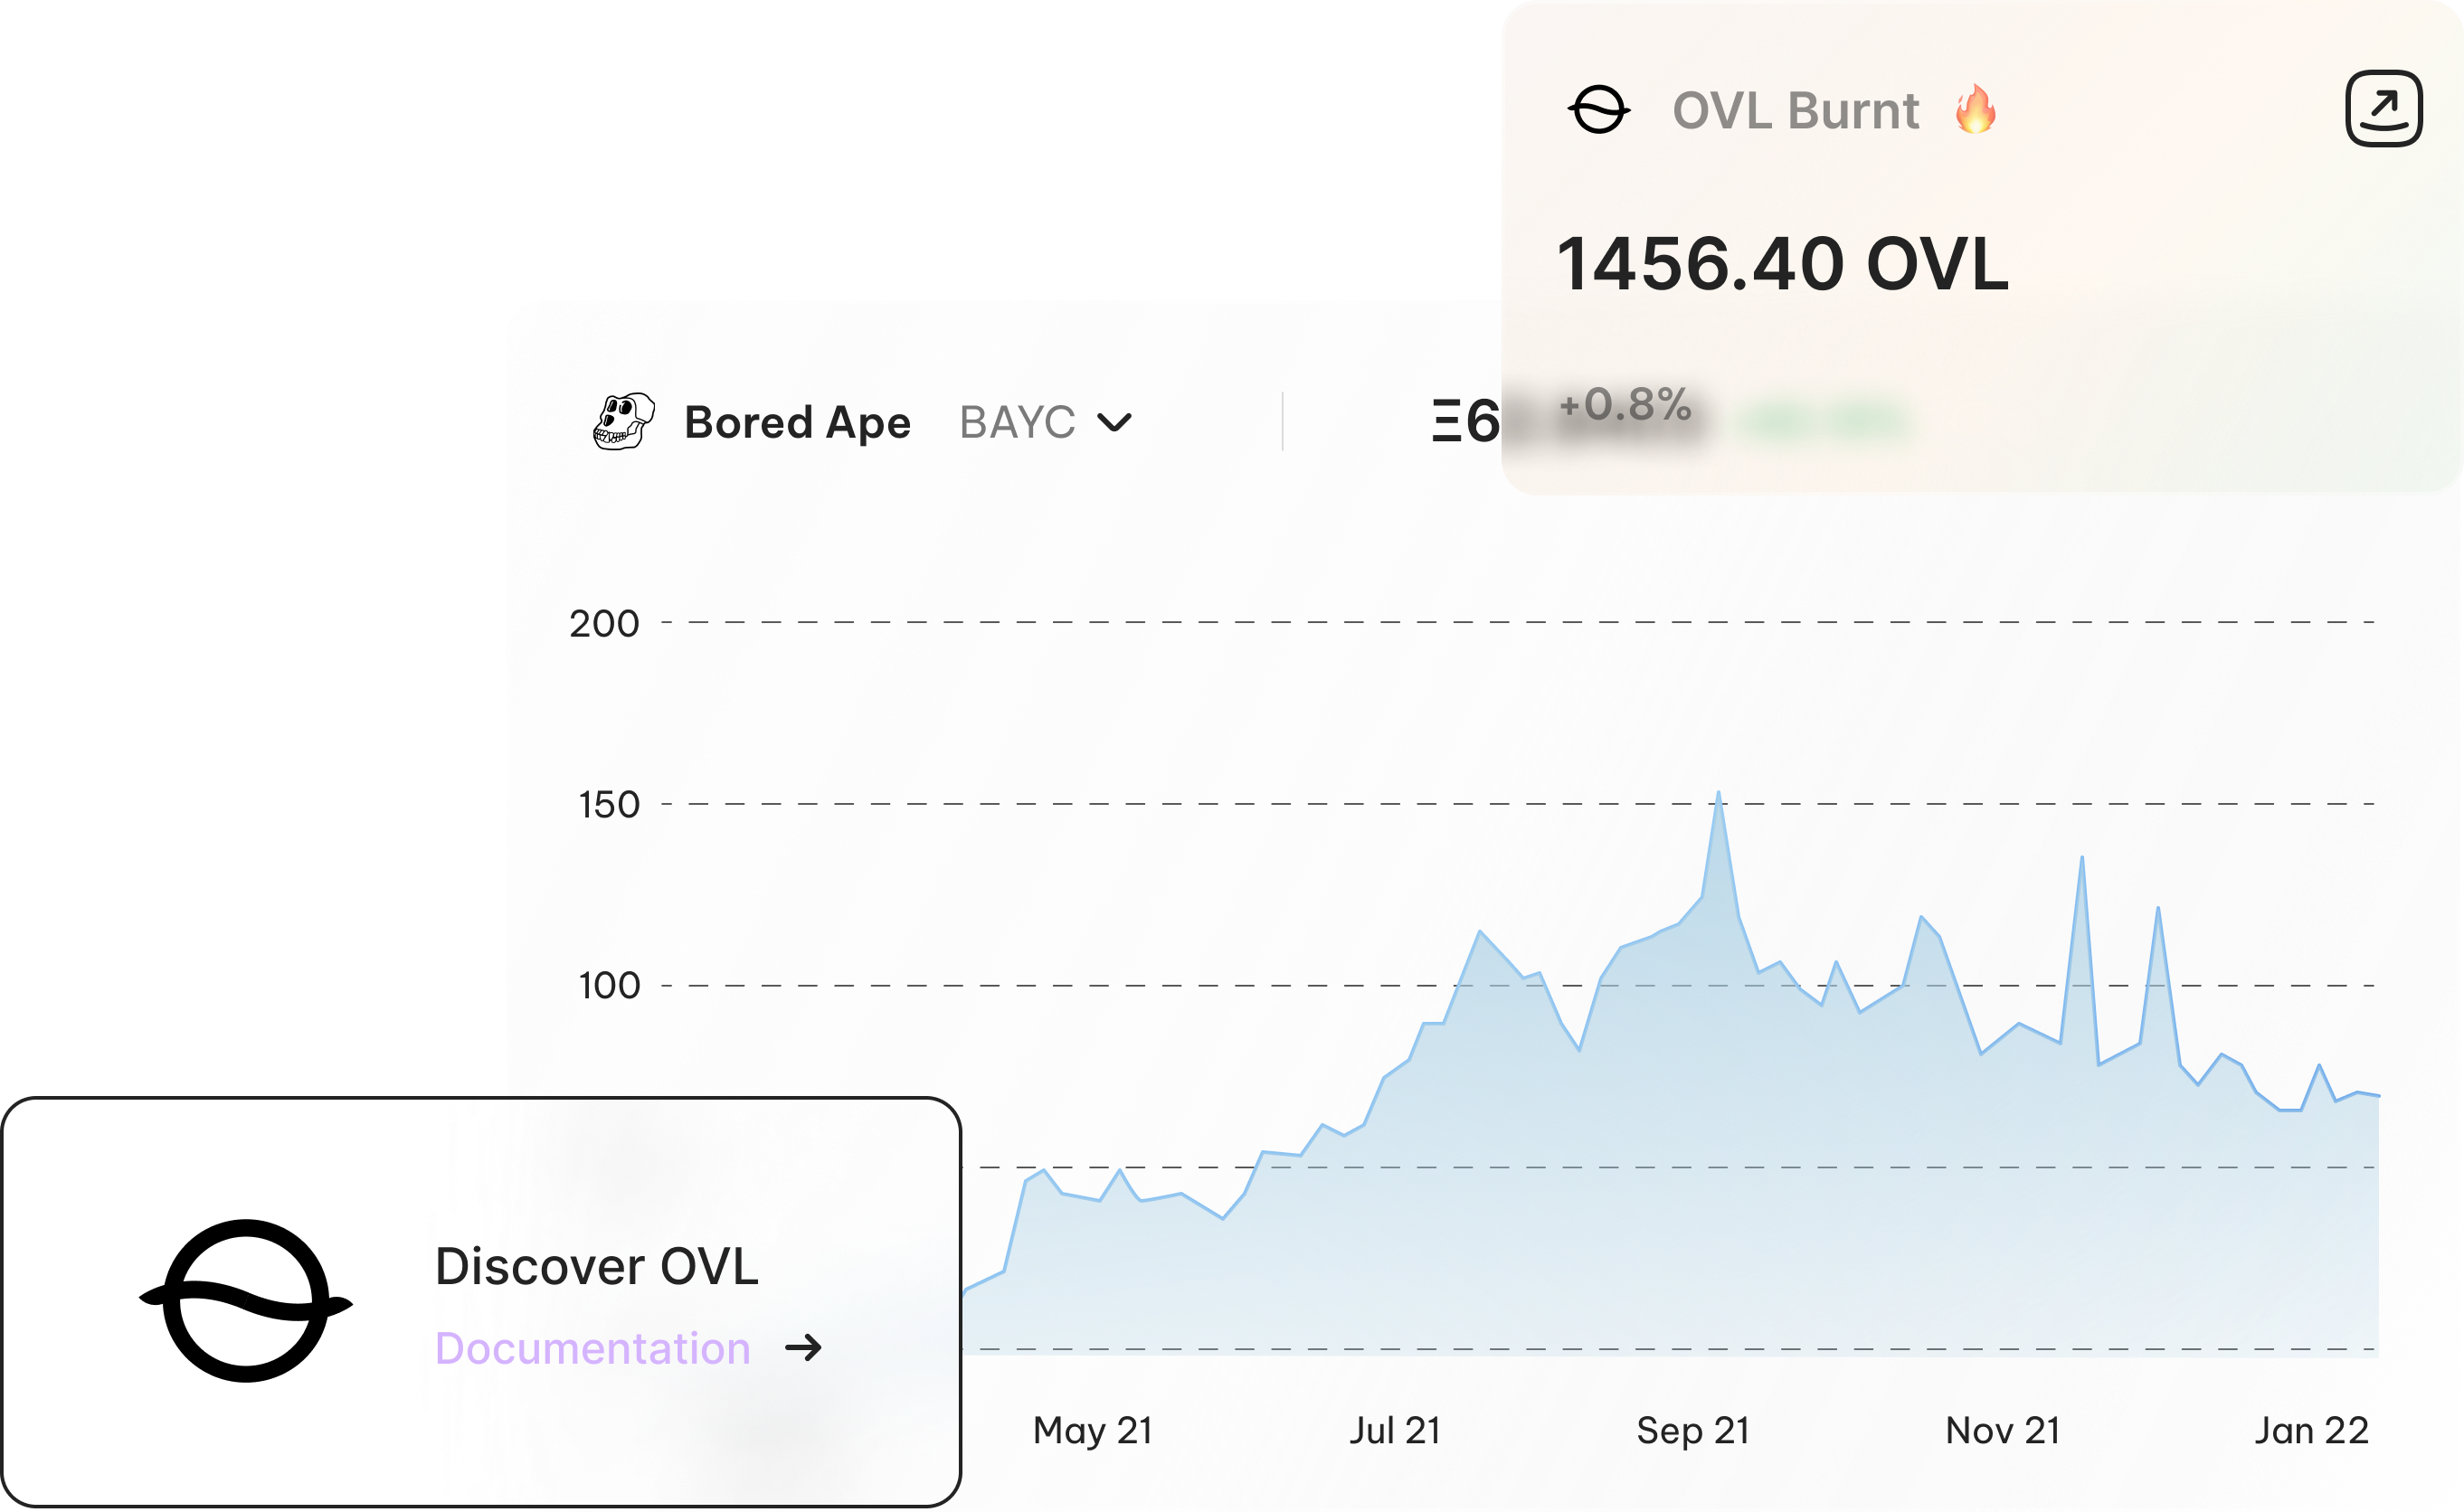 OVL Burnt 🔥
1456.40 OVL
+0.8%
Bored Ape BAYC
Ξ6
200
150
100
Discover OVL
Documentation →
May 21 Jul 21 Sep 21 Nov 21 Jan 22